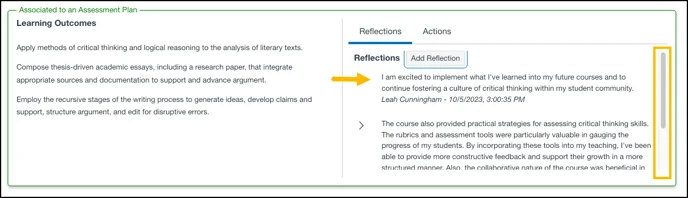 Associated to an Assessment Plan
Learning Outcomes
Apply methods of critical thinking and logical reasoning to the analysis of literary texts.
Compose thesis-driven academic essays, including a research paper, that integrate
appropriate sources and documentation to support and advance argument.
Employ the recursive stages of the writing process to generate ideas, develop claims and
support, structure argument, and edit for disruptive errors.
Reflections Actions
Reflections Add Reflection
I am excited to implement what I've learned into my future courses and to
continue fostering a culture of critical thinking within my student community.
Leah Cunningham - 10/5/2023, 3:00:35 PM
The course also provided practical strategies for assessing critical thinking skills.
The rubrics and assessment tools were particularly valuable in gauging the
progress of my students. By incorporating these tools into my teaching, I've been
able to provide more constructive feedback and support their growth in a more
structured manner. Also, the collaborative nature of the course was beneficial in